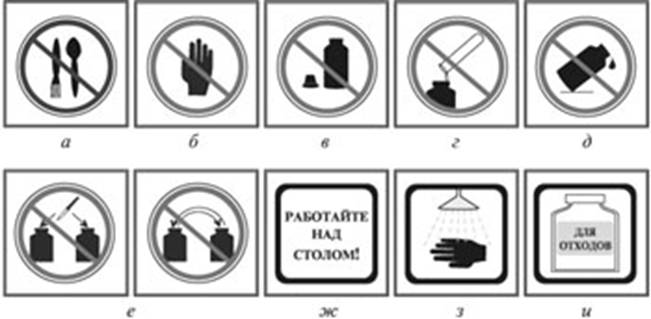 а б в г д
РАБОТАЙТЕ
НАД
СТОЛОМ!
ДЛЯ
ОТХОДОВ
е ж з и